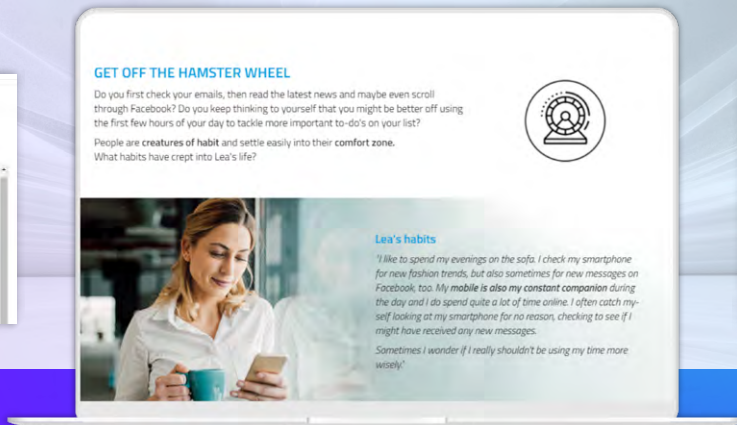 GET OFF THE HAMSTER WHEEL
Do you first check your emails, then read the latest news and maybe even scroll
through Facebook? Do you keep thinking to yourself that you might be better off using
the first few hours of your day to tackle more important to-do's on your list?
People are creatures of habit and settle easily into their comfort zone.
What habits have crept into Lea's life?
Lea's habits
"I like to spend my evenings on the sofa. I check my smartphone
for new fashion trends, but also sometimes for new messages on
Facebook, too. My mobile is also my constant companion during
the day and I do spend quite a lot of time online. I often catch my-
self looking at my smartphone for no reason, checking to see if I
might have received any new messages.
Sometimes I wonder if I really shouldn't be using my time more
wisely."